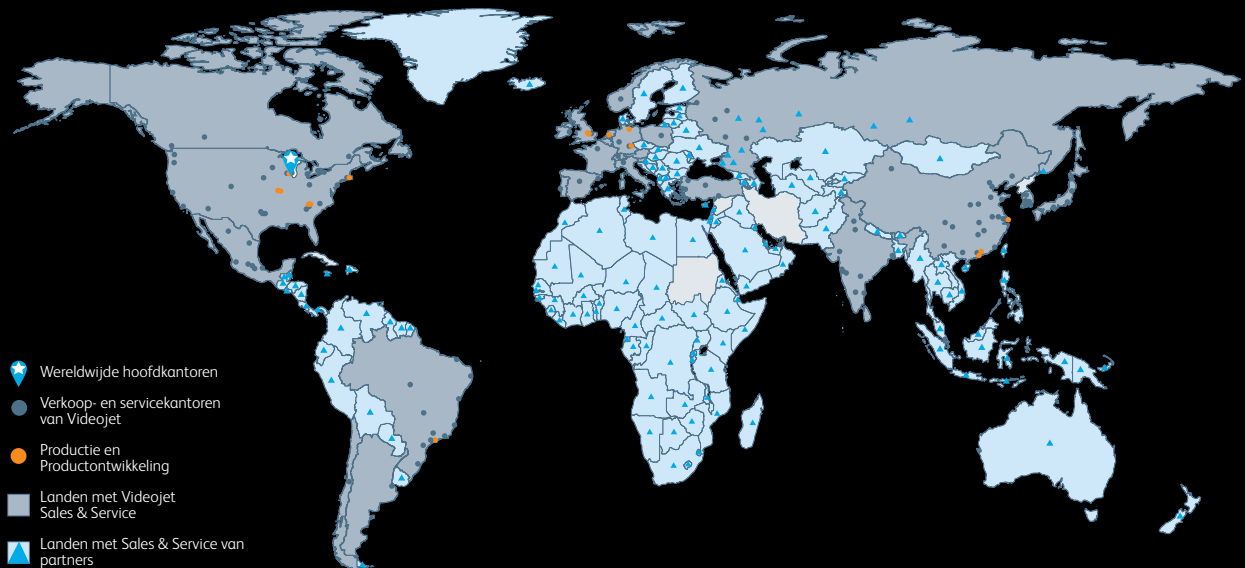 Wereldwijde hoofdkantoren
Verkoop- en servicekantoren
van Videojet
Productie en
Productontwikkeling
Landen met Videojet
Sales & Service
Landen met Sales & Service van
partners